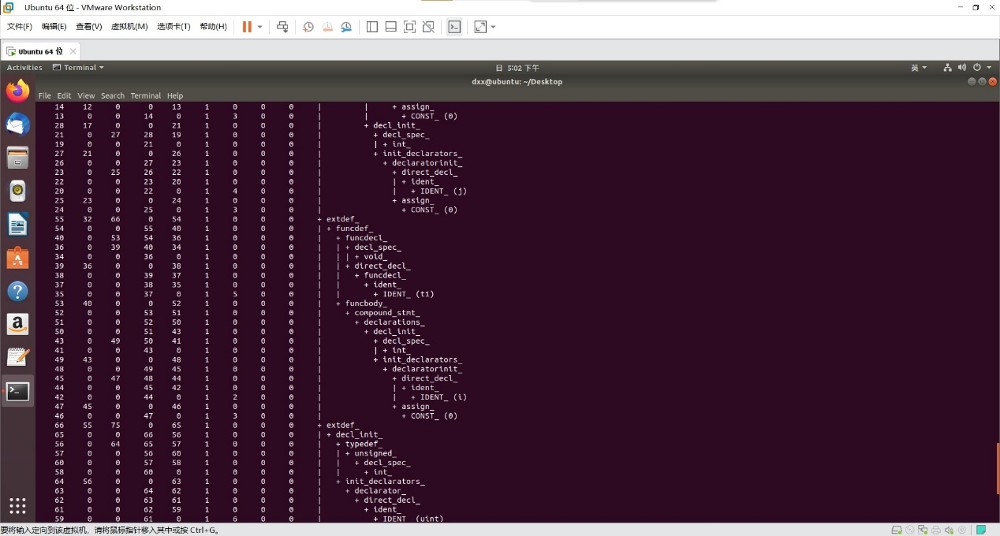 Ubuntu 64 位 - VMware Workstation
文件(F) 编辑(E) 查看(V) 虚拟机(M) 选项卡(T) 帮助(H)
Ubuntu 64 位
Activities Terminal 日 5:02 下午 英
dxx@ubuntu: ~/Desktop
File Edit View Search Terminal Help
14 12 0 0 13 1 0 0 0 | | + assign_
13 0 0 14 0 1 3 0 0 | | + CONST_ (0)
28 17 0 0 21 1 0 0 0 | + decl_init_
21 0 27 28 19 1 0 0 0 | + decl_spec_
19 0 0 21 0 1 0 0 0 | | + int_
27 21 0 0 26 1 0 0 0 | + init_declarators_
26 0 0 27 23 1 0 0 0 | + declaratorinit_
23 0 25 26 22 1 0 0 0 | + direct_decl_
22 0 0 23 20 1 0 0 0 | | + ident_
20 0 0 22 0 1 4 0 0 | | + IDENT_ (j)
25 23 0 0 24 1 0 0 0 | + assign_
24 0 0 25 0 1 3 0 0 | + CONST_ (0)
55 32 66 0 54 1 0 0 0 + extdef_
54 0 0 55 40 1 0 0 0 | + funcdef_
40 0 53 54 36 1 0 0 0 | + funcdecl_
36 0 39 40 34 1 0 0 0 | | + decl_spec_
34 0 0 36 0 1 0 0 0 | | | + void_
39 36 0 0 38 1 0 0 0 | | + direct_decl_
38 0 0 39 37 1 0 0 0 | | + funcdecl_
37 0 0 38 35 1 0 0 0 | | + ident_
35 0 0 37 0 1 5 0 0 | | + IDENT_ (t1)
53 40 0 0 52 1 0 0 0 | + funcbody_
52 0 0 53 51 1 0 0 0 | + compound_stmt_
51 0 0 52 50 1 0 0 0 | + declarations_
50 0 0 51 43 1 0 0 0 | + decl_init_
43 0 49 50 41 1 0 0 0 | + decl_spec_
41 0 0 43 0 1 0 0 0 | | + int_
49 43 0 0 48 1 0 0 0 | + init_declarators_
48 0 0 49 45 1 0 0 0 | + declaratorinit_
45 0 47 48 44 1 0 0 0 | + direct_decl_
44 0 0 45 42 1 0 0 0 | | + ident_
42 0 0 44 0 1 2 0 0 | | + IDENT_ (i)
47 45 0 0 46 1 0 0 0 | + assign_
46 0 0 47 0 1 3 0 0 | + CONST_ (0)
66 55 75 0 65 1 0 0 0 + extdef_
65 0 0 66 56 1 0 0 0 | + decl_init_
56 0 64 65 57 1 0 0 0 | + typedef_
57 0 0 56 60 1 0 0 0 | | + unsigned_
60 0 0 57 58 1 0 0 0 | | + decl_spec_
58 0 0 60 0 1 0 0 0 | | + int_
64 56 0 0 63 1 0 0 0 | + init_declarators_
63 0 0 64 62 1 0 0 0 | + declarator_
62 0 0 63 61 1 0 0 0 | + direct_decl_
61 0 0 62 59 1 0 0 0 | + ident_
59 0 0 61 0 1 6 0 0 | + IDENT_ (uint)
要将输入定向到该虚拟机，请将鼠标指针移入其中或按 Ctrl+G。